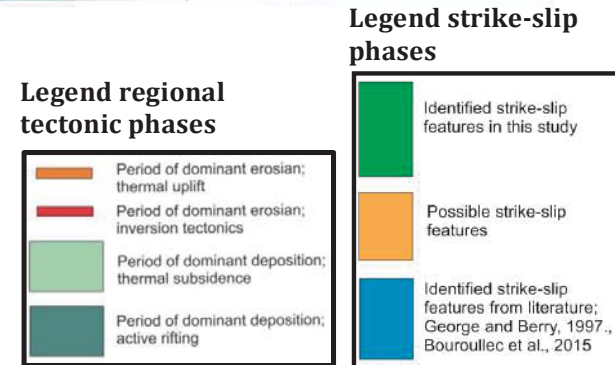 Legend regional
tectonic phases
Period of dominant erosian;
thermal uplift
Period of dominant erosian;
inversion tectonics
Period of dominant deposition;
thermal subsidence
Period of dominant deposition;
active rifting
Legend strike-slip
phases
Identified strike-slip
features in this study
Possible strike-slip
features
Identified strike-slip
features from literature;
George and Berry, 1997.,
Bouroullec et al., 2015